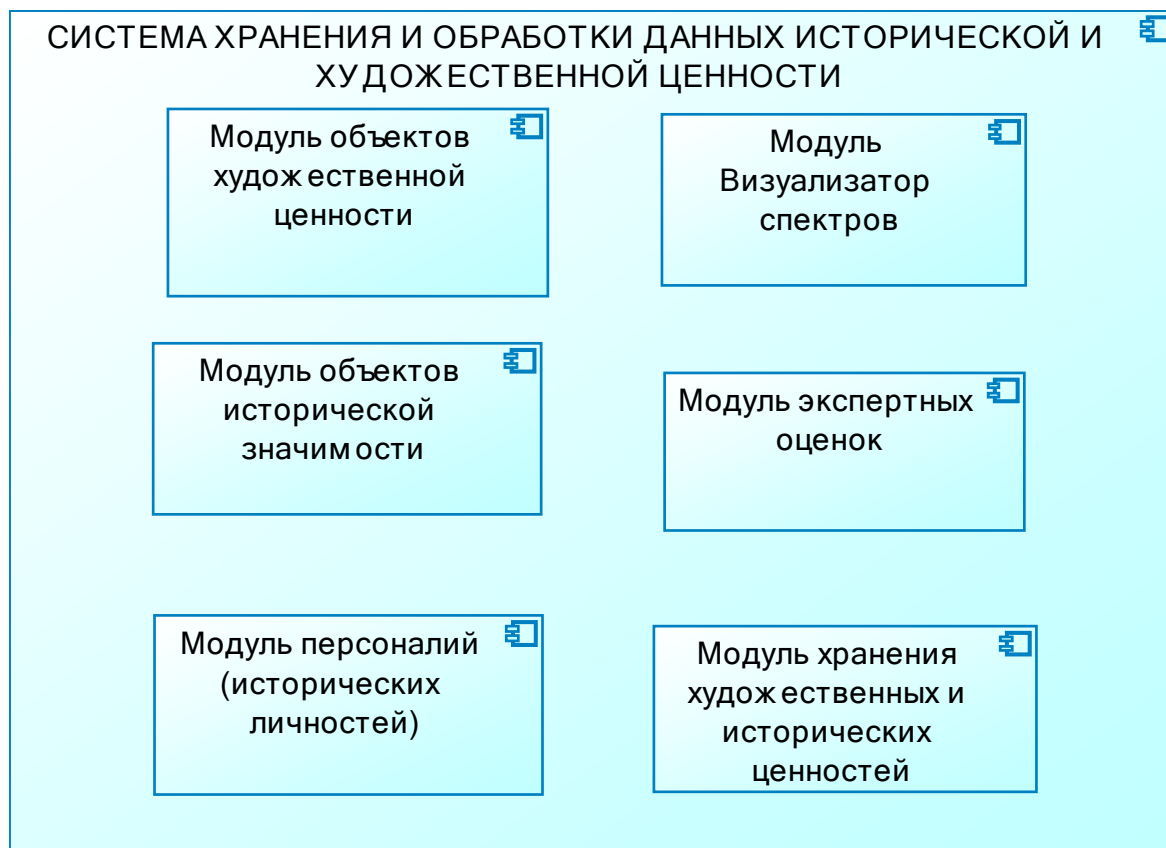 СИСТЕМА ХРАНЕНИЯ И ОБРАБОТКИ ДАННЫХ ИСТОРИЧЕСКОЙ И
ХУДОЖЕСТВЕННОЙ ЦЕННОСТИ
Модуль объектов
художественной
ценности
Модуль
Визуализатор
спектров
Модуль объектов
исторической
значимости
Модуль экспертных
оценок
Модуль персоналий
(исторических
личностей)
Модуль хранения
художественных и
исторических
ценностей